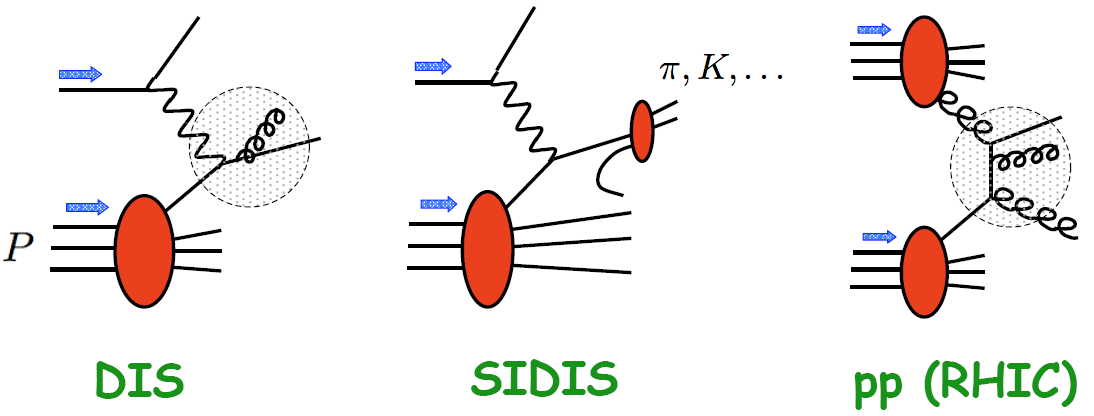 π, K, . . .
P
DIS
SIDIS
pp (RHIC)